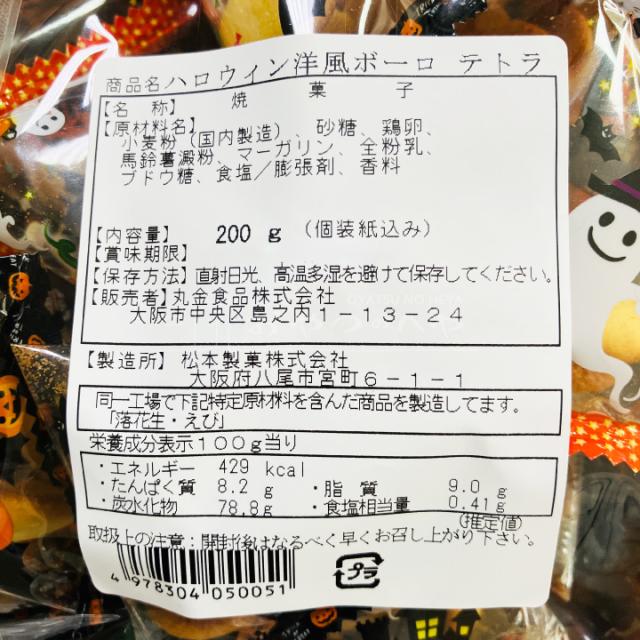 商品名ハロウィン洋風ボーロ テトラ
【名 称】 焼 菓 子
【原材料名】
小麦粉（国内製造）、砂糖、鶏卵、
馬鈴薯澱粉、マーガリン、全粉乳、
ブドウ糖、食塩／膨張剤、香料
【内容量】 200 g （個装紙込み）
【賞味期限】
【保存方法】直射日光、高温多湿を避けて保存してください。
【販売者】丸金食品株式会社
大阪市中央区島之内1-13-24
【製造所】松本製菓株式会社
大阪府八尾市宮町6-1-1
同一工場で下記特定原材料を含んだ商品を製造してます。
「落花生・えび」
栄養成分表示100g当り
・エネルギー 429 kcal
・たんぱく質 8.2 g ・脂 質 9.0 g
・炭水化物 78.8g ・食塩相当量 0.41g
(推定値)
取扱上の注意：開封後はなるべく早くお召し上がり下さい。
4 978304 050051
プラ